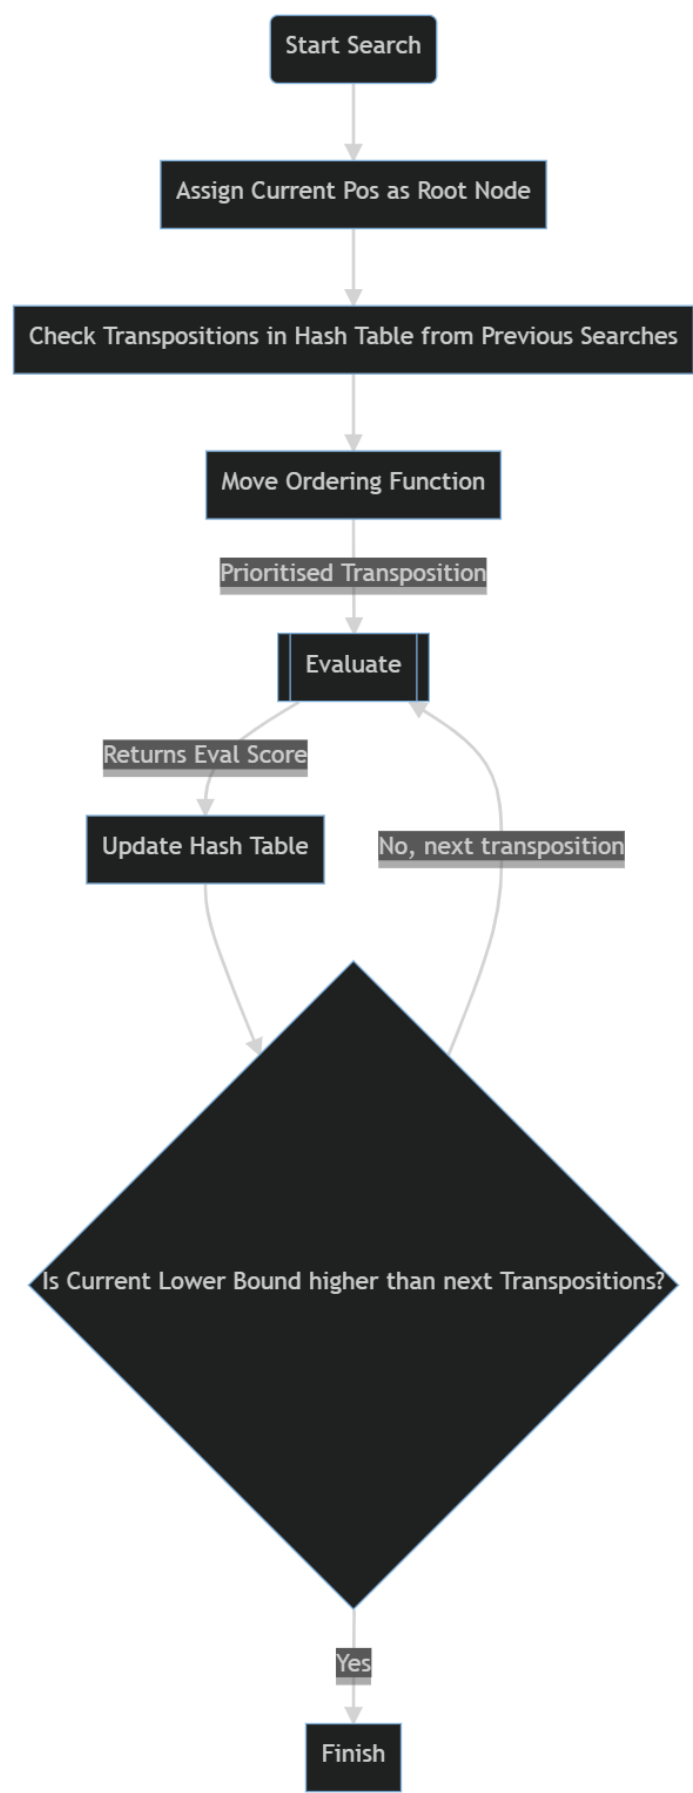 Start Search
Assign Current Pos as Root Node
Check Transpositions in Hash Table from Previous Searches
Move Ordering Function
Prioritised Transposition
Evaluate
Returns Eval Score
Update Hash Table
No, next transposition
Is Current Lower Bound higher than next Transpositions?
Yes
Finish